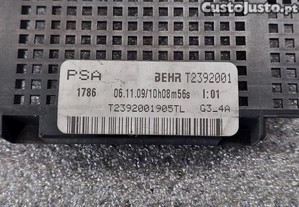 CustoJusto.pt
PSA BEHR T2392001
1786 06.11.09/10h08m56s I:01
T2392001905TL G3_4A